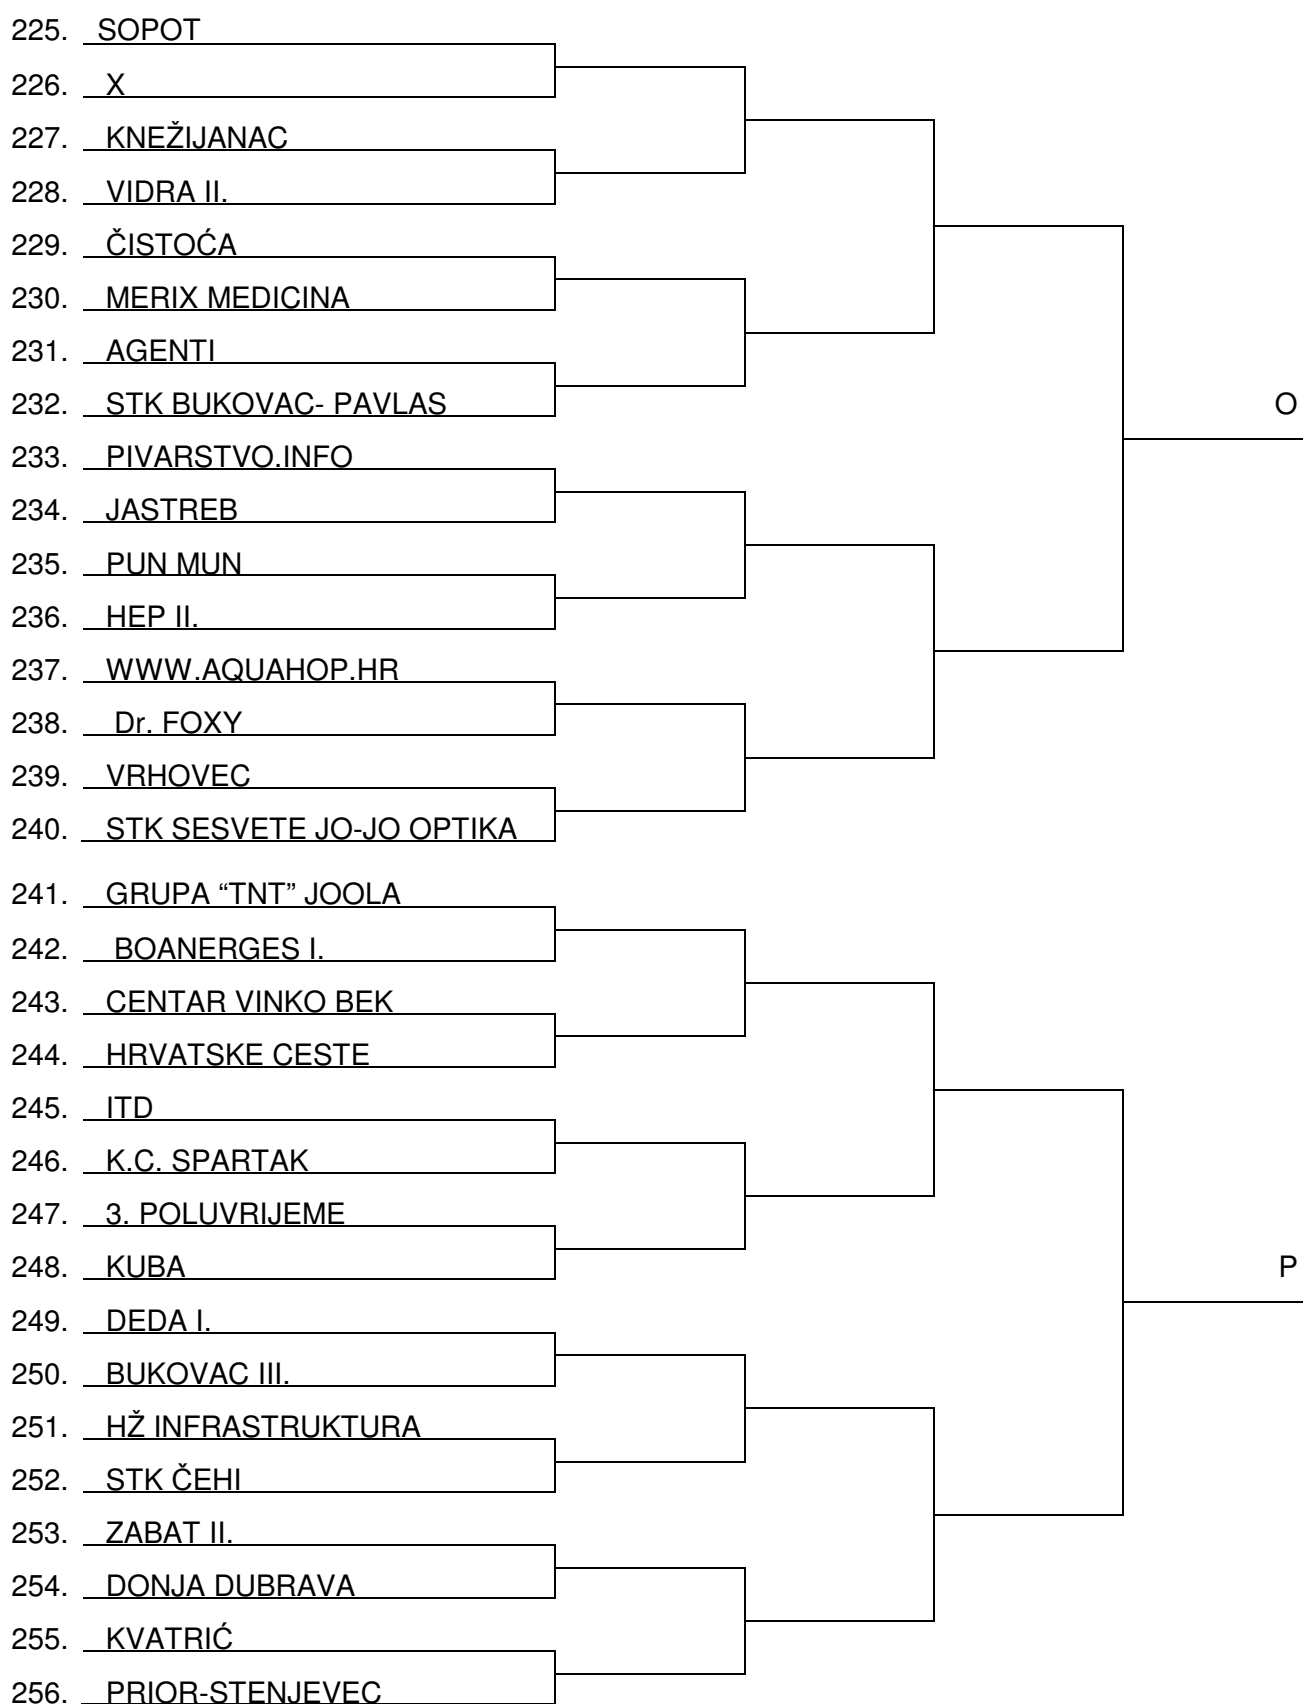 225. SOPOT
226. X
227. KNEŽIJANAC
228. VIDRA II.
229. ČISTOĆA
230. MERIX MEDICINA
231. AGENTI
232. STK BUKOVAC- PAVLAS
O
233. PIVARSTVO.INFO
234. JASTREB
235. PUN MUN
236. HEP II.
237. WWW.AQUAHOP.HR
238. Dr. FOXY
239. VRHOVEC
240. STK SESVETE JO-JO OPTIKA
241. GRUPA “TNT” JOOLA
242. BOANERGES I.
243. CENTAR VINKO BEK
244. HRVATSKE CESTE
245. ITD
246. K.C. SPARTAK
247. 3. POLUVRIJEME
248. KUBA
P
249. DEDA I.
250. BUKOVAC III.
251. HŽ INFRASTRUKTURA
252. STK ČEHI
253. ZABAT II.
254. DONJA DUBRAVA
255. KVATRIĆ
256. PRIOR-STENJEVEC